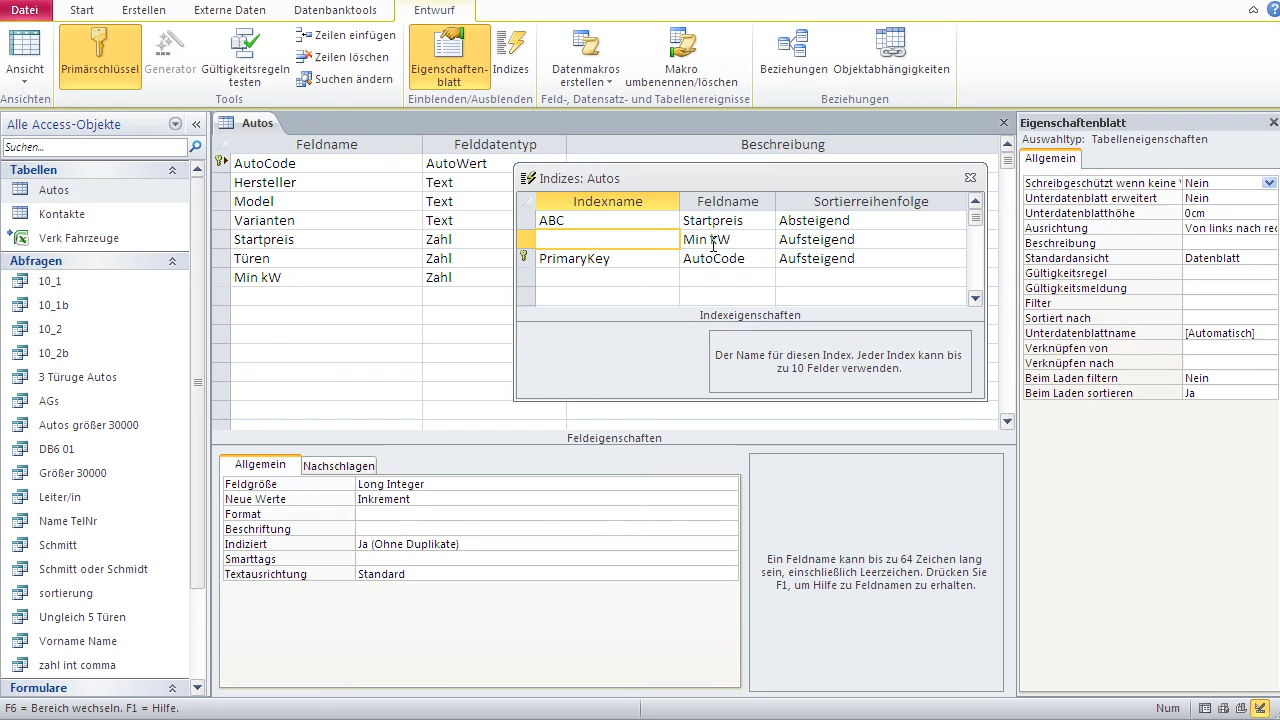 Datei Start Erstellen Externe Daten Datenbanktools Entwurf
Ansicht Primärschlüssel Generator Gültigkeitsregeln testen Zeilen einfügen
Zeilen löschen
Suchen ändern
Eigenschaften-blatt Indizes Datenmakros erstellen Makro umbenennen/löschen Beziehungen Objektabhängigkeiten
Ansichten Tools Einblenden/Ausblenden Feld-, Datensatz- und Tabellenereignisse Beziehungen
Alle Access-Objekte
Suchen...
Tabellen
Autos
Kontakte
Verk Fahrzeuge
Abfragen
10_1
10_1b
10_2
10_2b
3 Türuge Autos
AGs
Autos größer 30000
DB6 01
Größer 30000
Leiter/in
Name TelNr
Schmitt
Schmitt oder Schmidt
sortierung
Ungleich 5 Türen
Vorname Name
zahl int comma
Formulare
Autos
Feldname Felddatentyp Beschreibung
AutoCode AutoWert
Hersteller Text
Model Text
Varianten Text
Startpreis Zahl
Türen Zahl
Min kW Zahl
Indizes: Autos
Indexname Feldname Sortierreihenfolge
ABC Startpreis Absteigend
Min kW Aufsteigend
PrimaryKey AutoCode Aufsteigend
Indexeigenschaften
Der Name für diesen Index. Jeder Index kann bis
zu 10 Felder verwenden.
Feldeigenschaften
Allgemein Nachschlagen
Feldgröße Long Integer
Neue Werte Inkrement
Format
Beschriftung
Indiziert Ja (Ohne Duplikate)
Smarttags
Textausrichtung Standard
Ein Feldname kann bis zu 64 Zeichen lang
sein, einschließlich Leerzeichen. Drücken Sie
F1, um Hilfe zu Feldnamen zu erhalten.
Eigenschaftenblatt
Auswahltyp: Tabelleneigenschaften
Allgemein
Schreibgeschützt wenn keine Nein
Unterdatenblatt erweitert Nein
Unterdatenblatthöhe 0cm
Ausrichtung Von links nach rec
Beschreibung
Standardansicht Datenblatt
Gültigkeitsregel
Gültigkeitsmeldung
Filter
Sortiert nach
Unterdatenblattname [Automatisch]
Verknüpfen von
Verknüpfen nach
Beim Laden filtern Nein
Beim Laden sortieren Ja
F6 = Bereich wechseln. F1 = Hilfe. Num